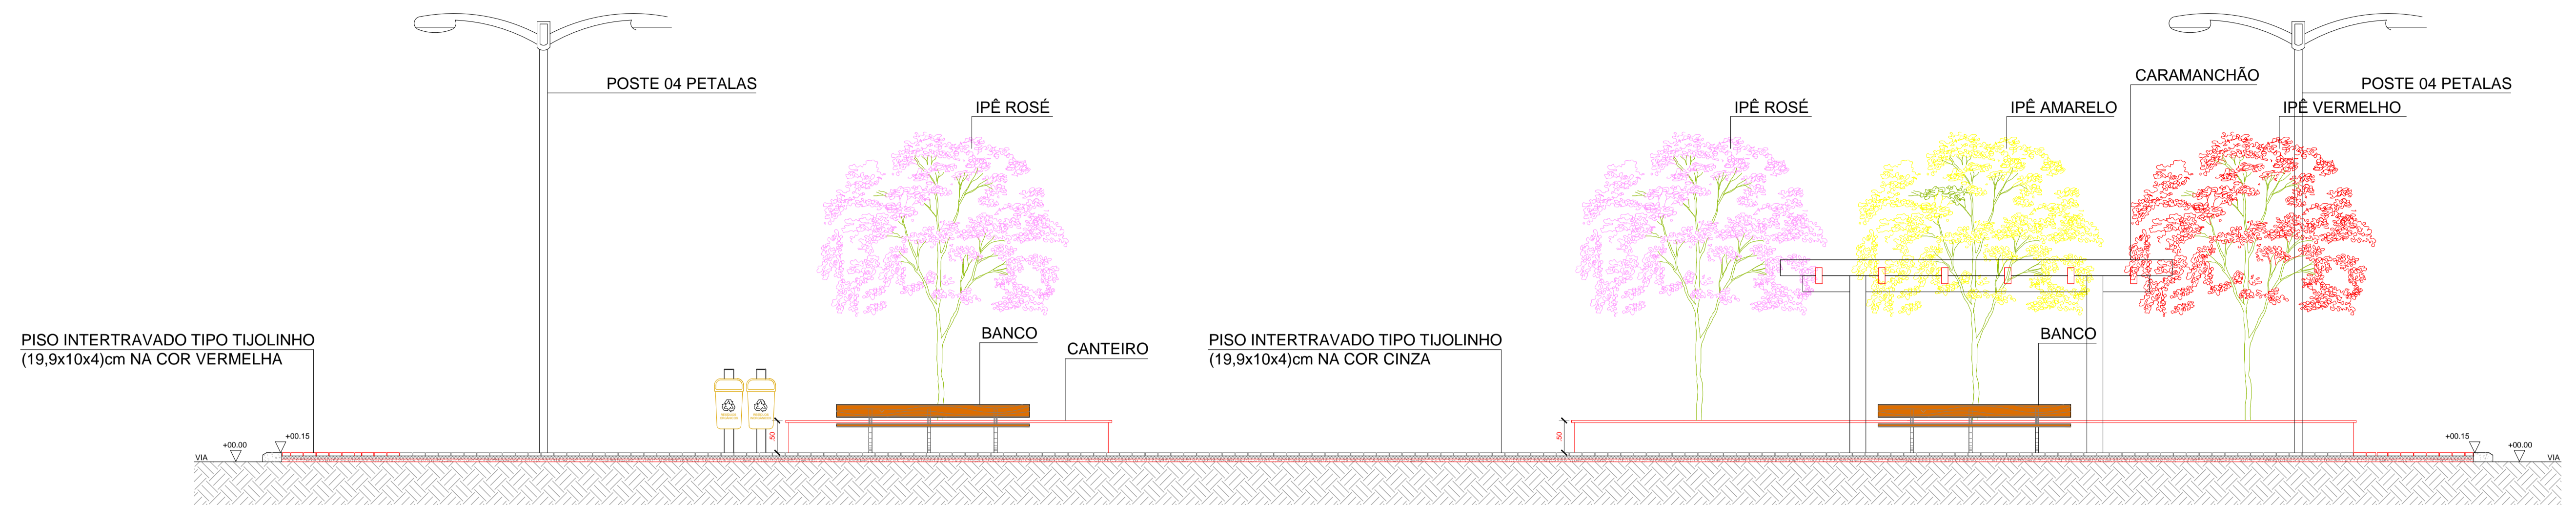 POSTE 04 PETALAS
IPÊ ROSÉ
IPÊ ROSÉ
IPÊ AMARELO
CARAMANCHÃO
IPÊ VERMELHO
POSTE 04 PETALAS
PISO INTERTRAVADO TIPO TIJOLINHO
(19,9x10x4)cm NA COR VERMELHA
BANCO
CANTEIRO
PISO INTERTRAVADO TIPO TIJOLINHO
(19,9x10x4)cm NA COR CINZA
BANCO
VIA
+00.00
+00.15
.50
.50
+00.15
+00.00
VIA